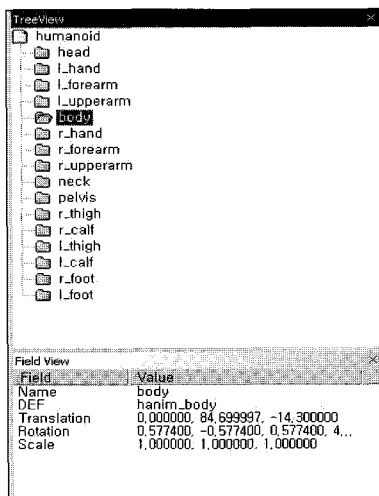 TreeView
humanoid
head
l_hand
l_forearm
l_upperarm
body
r_hand
r_forearm
r_upperarm
neck
pelvis
r_thigh
r_calf
l_thigh
l_calf
r_foot
l_foot
Field View
Field Value
Name body
DEF hanim_body
Translation 0,000000, 84,699997, -14,300000
Rotation 0,577400, -0,577400, 0,577400, 4...
Scale 1,000000, 1,000000, 1,000000